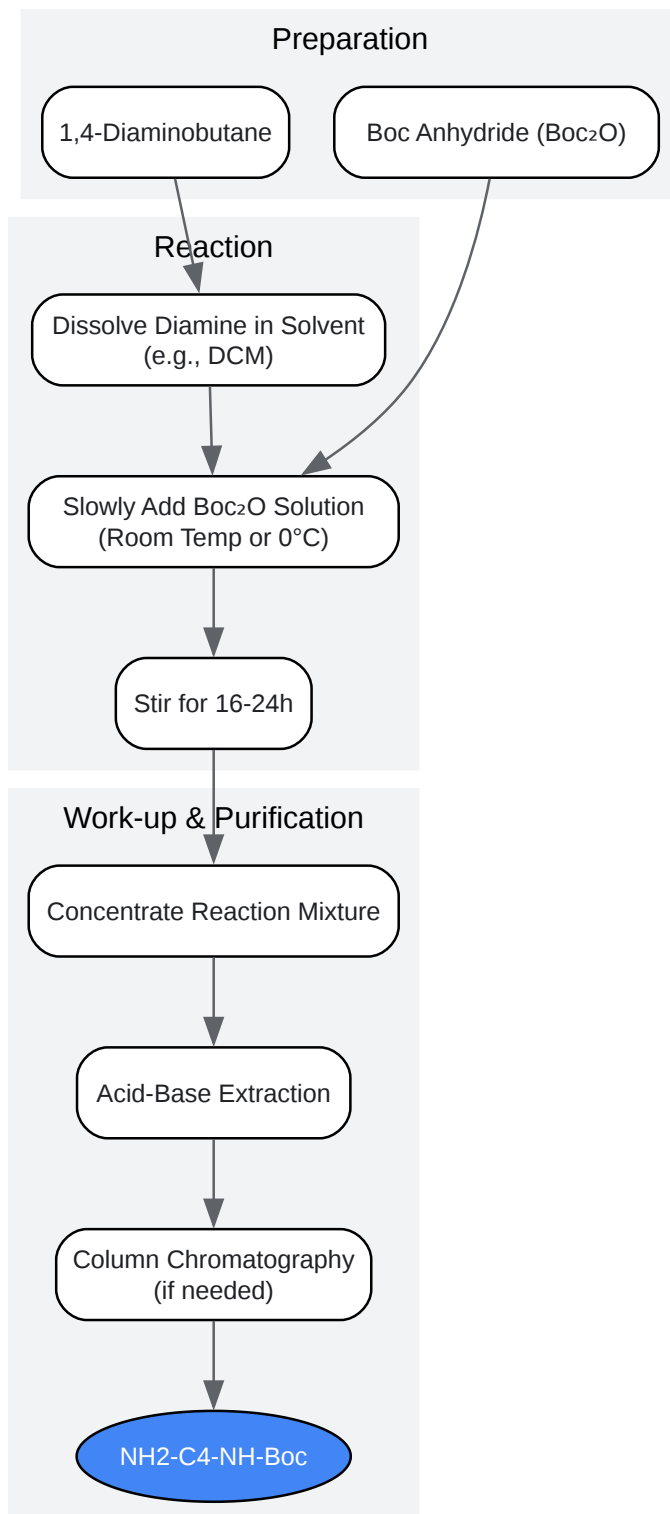 Preparation
1,4-Diaminobutane
Boc Anhydride (Boc₂O)
Reaction
Dissolve Diamine in Solvent
(e.g., DCM)
Slowly Add Boc₂O Solution
(Room Temp or 0°C)
Stir for 16-24h
Work-up & Purification
Concentrate Reaction Mixture
Acid-Base Extraction
Column Chromatography
(if needed)
NH2-C4-NH-Boc